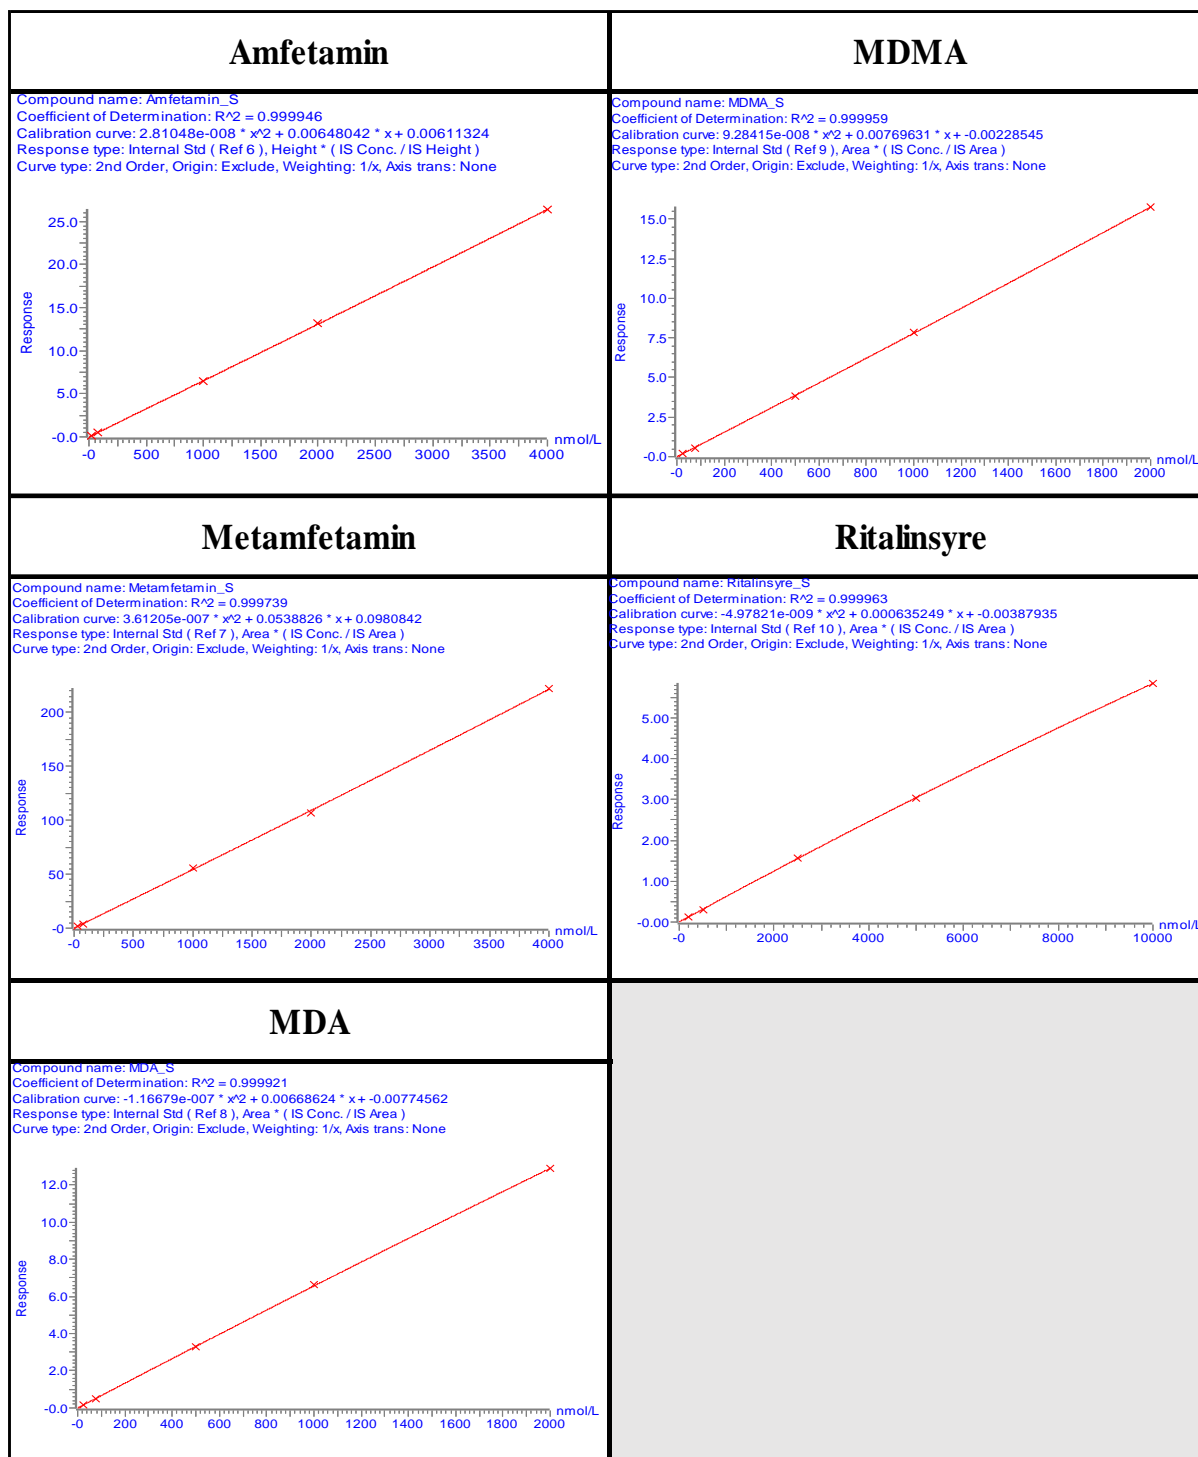 Amfetamin
Compound name: Amfetamin_S
Coefficient of Determination: R^2 = 0.999946
Calibration curve: 2.81048e-008 * x^2 + 0.00648042 * x + 0.00611324
Response type: Internal Std ( Ref 6 ), Height * ( IS Conc. / IS Height )
Curve type: 2nd Order, Origin: Exclude, Weighting: 1/x, Axis trans: None
25.0
20.0
15.0
10.0
5.0
-0.0
Response
-0 500 1000 1500 2000 2500 3000 3500 4000
nmol/L
MDMA
Compound name: MDMA_S
Coefficient of Determination: R^2 = 0.999959
Calibration curve: 9.28415e-008 * x^2 + 0.00769631 * x + -0.00228545
Response type: Internal Std ( Ref 9 ), Area * ( IS Conc. / IS Area )
Curve type: 2nd Order, Origin: Exclude, Weighting: 1/x, Axis trans: None
15.0
12.5
10.0
7.5
5.0
2.5
-0.0
Response
-0 200 400 600 800 1000 1200 1400 1600 1800 2000
nmol/L
Metamfetamin
Compound name: Metamfetamin_S
Coefficient of Determination: R^2 = 0.999739
Calibration curve: 3.61205e-007 * x^2 + 0.0538826 * x + 0.0980842
Response type: Internal Std ( Ref 7 ), Area * ( IS Conc. / IS Area )
Curve type: 2nd Order, Origin: Exclude, Weighting: 1/x, Axis trans: None
200
150
100
50
-0
Response
-0 500 1000 1500 2000 2500 3000 3500 4000
nmol/L
Ritalinsyre
Compound name: Ritalinsyre_S
Coefficient of Determination: R^2 = 0.999963
Calibration curve: -4.97821e-009 * x^2 + 0.000635249 * x + -0.00387935
Response type: Internal Std ( Ref 10 ), Area * ( IS Conc. / IS Area )
Curve type: 2nd Order, Origin: Exclude, Weighting: 1/x, Axis trans: None
5.00
4.00
3.00
2.00
1.00
-0.00
Response
-0 2000 4000 6000 8000 10000
nmol/L
MDA
Compound name: MDA_S
Coefficient of Determination: R^2 = 0.999921
Calibration curve: -1.16679e-007 * x^2 + 0.00668624 * x + -0.00774562
Response type: Internal Std ( Ref 8 ), Area * ( IS Conc. / IS Area )
Curve type: 2nd Order, Origin: Exclude, Weighting: 1/x, Axis trans: None
12.0
10.0
8.0
6.0
4.0
2.0
-0.0
Response
-0 200 400 600 800 1000 1200 1400 1600 1800 2000
nmol/L